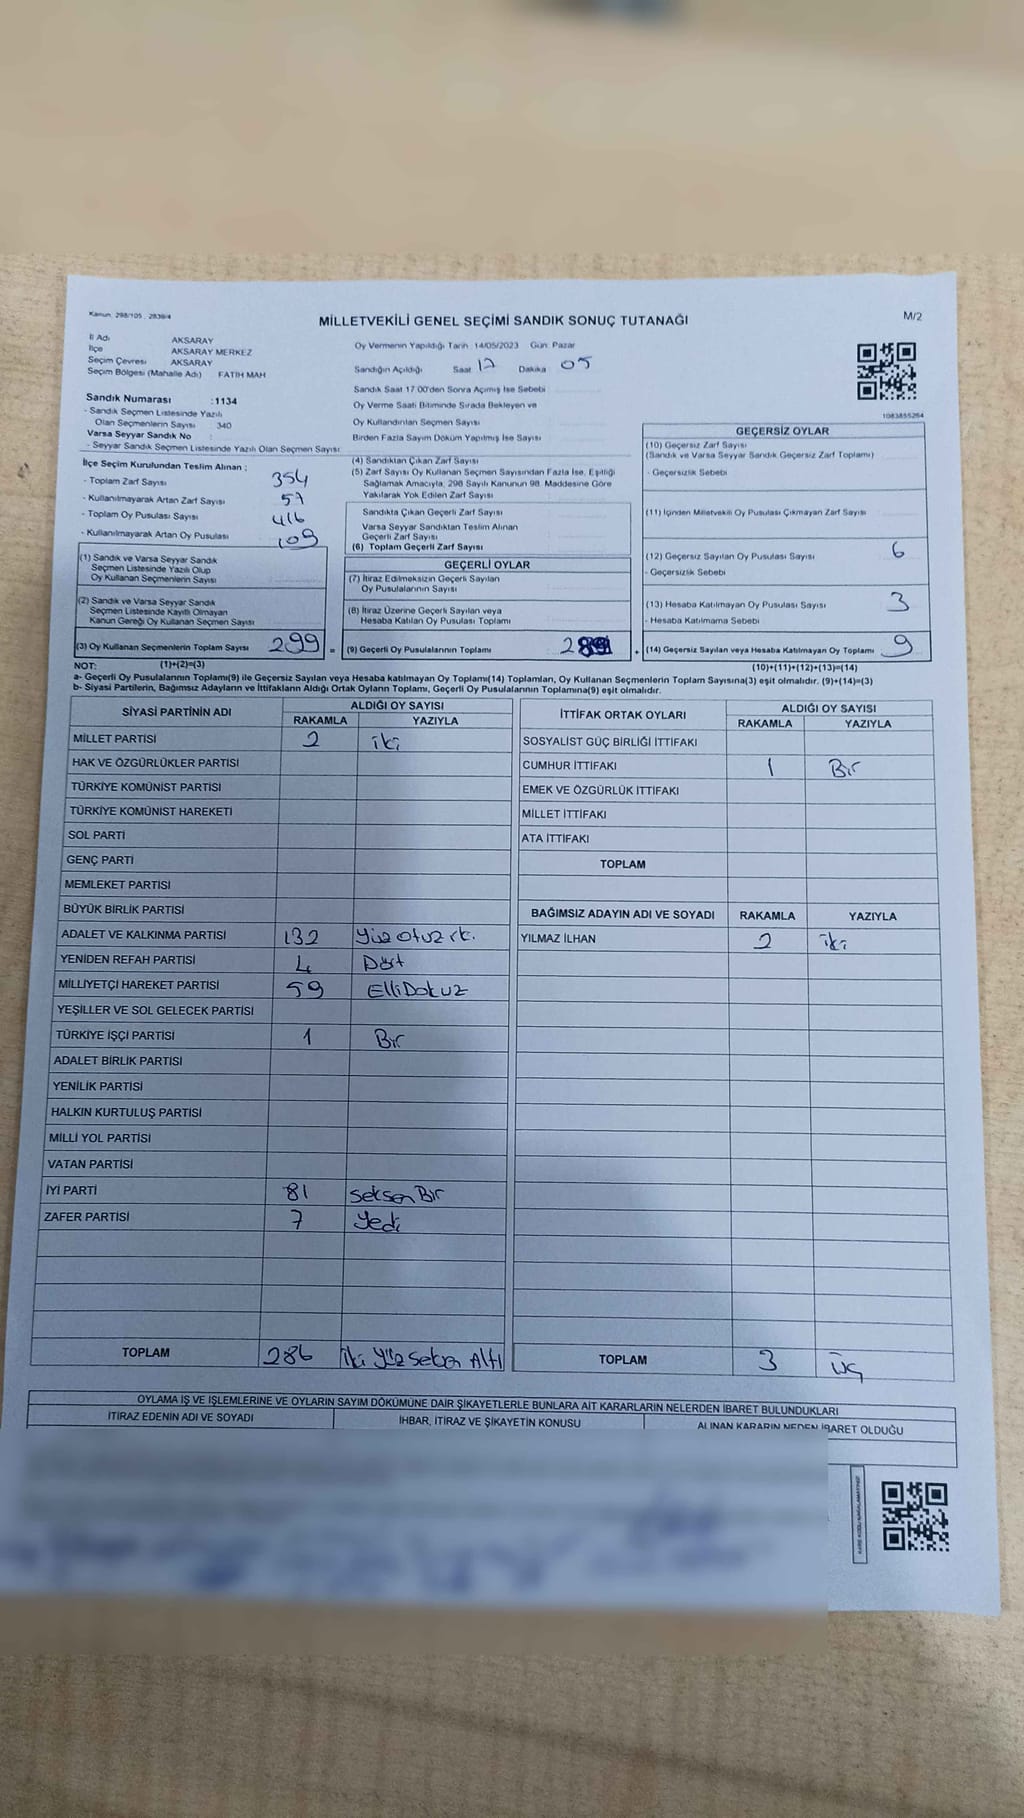 Kanun: 298/105 , 2839/4
MİLLETVEKİLİ GENEL SEÇİMİ SANDIK SONUÇ TUTANAĞI
M/2
İl Adı AKSARAY
İlçe AKSARAY MERKEZ
Seçim Çevresi AKSARAY
Seçim Bölgesi (Mahalle Adı) FATİH MAH
Oy Vermenin Yapıldığı Tarih 14/05/2023 Gün: Pazar
Sandığın Açıldığı Saat 17 Dakika 05
Sandık Saat 17 00'den Sonra Açımış İse Sebebi
Oy Verme Saati Bitiminde Sırada Bekleyen ve
Oy Kullandırılan Seçmen Sayısı
Birden Fazla Sayım Döküm Yapılmış İse Sayısı
1083855264
Sandık Numarası :1134
- Sandık Seçmen Listesinde Yazılı
Olan Seçmenlerin Sayısı 340
Varsa Seyyar Sandık No :
- Seyyar Sandık Seçmen Listesinde Yazılı Olan Seçmen Sayısı
İlçe Seçim Kurulundan Teslim Alınan ;
- Toplam Zarf Sayısı 354
- Kullanılmayarak Artan Zarf Sayısı 57
- Toplam Oy Pusulası Sayısı 416
- Kullanılmayarak Artan Oy Pusulası 109
(1) Sandık ve Varsa Seyyar Sandık
Seçmen Listesinde Yazılı Olup
Oy Kullanan Seçmenlerin Sayısı
(2) Sandık ve Varsa Seyyar Sandık
Seçmen Listesinde Kayıtlı Olmayan
Kanun Gereği Oy Kullanan Seçmen Sayısı
(3) Oy Kullanan Seçmenlerin Toplam Sayısı 299 =
(4) Sandıktan Çıkan Zarf Sayısı
(5) Zarf Sayısı Oy Kullanan Seçmen Sayısından Fazla İse, Eşitliği
Sağlamak Amacıyla, 298 Sayılı Kanunun 98. Maddesine Göre
Yakılarak Yok Edilen Zarf Sayısı
Sandıkta Çıkan Geçerli Zarf Sayısı
Varsa Seyyar Sandıktan Teslim Alınan
Geçerli Zarf Sayısı
(6) Toplam Geçerli Zarf Sayısı
GEÇERLİ OYLAR
(7) İtiraz Edilmeksizin Geçerli Sayılan
Oy Pusulalarının Sayısı
(8) İtiraz Üzerine Geçerli Sayılan veya
Hesaba Katılan Oy Pusulası Toplamı
(9) Geçerli Oy Pusulalarının Toplamı 289 +
GEÇERSİZ OYLAR
(10) Geçersiz Zarf Sayısı
(Sandık ve Varsa Seyyar Sandık Geçersiz Zarf Toplamı)
- Geçersizlik Sebebi
(11) İçinden Milletvekili Oy Pusulası Çıkmayan Zarf Sayısı
(12) Geçersiz Sayılan Oy Pusulası Sayısı 6
- Geçersizlik Sebebi
(13) Hesaba Katılmayan Oy Pusulası Sayısı 3
- Hesaba Katılmama Sebebi
(14) Geçersiz Sayılan veya Hesaba Katılmayan Oy Toplamı 9
NOT: (1)+(2)=(3) (10)+(11)+(12)+(13)=(14)
a- Geçerli Oy Pusulalarının Toplamı(9) ile Geçersiz Sayılan veya Hesaba katılmayan Oy Toplamı(14) Toplamları, Oy Kullanan Seçmenlerin Toplam Sayısına(3) eşit olmalıdır. (9)+(14)=(3)
b- Siyasi Partilerin, Bağımsız Adayların ve İttifakların Aldığı Ortak Oyların Toplamı, Geçerli Oy Pusulalarının Toplamına(9) eşit olmalıdır.
SİYASİ PARTİNİN ADI ALDIĞI OY SAYISI
RAKAMLA YAZIYLA
MİLLET PARTİSİ 2 iki
HAK VE ÖZGÜRLÜKLER PARTİSİ
TÜRKİYE KOMÜNİST PARTİSİ
TÜRKİYE KOMÜNİST HAREKETİ
SOL PARTİ
GENÇ PARTİ
MEMLEKET PARTİSİ
BÜYÜK BİRLİK PARTİSİ
ADALET VE KALKINMA PARTİSİ 132 Yüz otuz
YENİDEN REFAH PARTİSİ 4 Dört
MİLLİYETÇİ HAREKET PARTİSİ 59 Elli Dokuz
YEŞİLLER VE SOL GELECEK PARTİSİ
TÜRKİYE İŞÇİ PARTİSİ 1 Bir
ADALET BİRLİK PARTİSİ
YENİLİK PARTİSİ
HALKIN KURTULUŞ PARTİSİ
MİLLİ YOL PARTİSİ
VATAN PARTİSİ
İYİ PARTİ 81 Seksen Bir
ZAFER PARTİSİ 7 Yedi
TOPLAM 286 İki Yüz Seksen Altı
İTTİFAK ORTAK OYLARI ALDIĞI OY SAYISI
RAKAMLA YAZIYLA
SOSYALİST GÜÇ BİRLİĞİ İTTİFAKI
CUMHUR İTTİFAKI 1 Bir
EMEK VE ÖZGÜRLÜK İTTİFAKI
MİLLET İTTİFAKI
ATA İTTİFAKI
TOPLAM
BAĞIMSIZ ADAYIN ADI VE SOYADI RAKAMLA YAZIYLA
YILMAZ İLHAN 2 iki
TOPLAM 3 üç
OYLAMA İŞ VE İŞLEMLERİNE VE OYLARIN SAYIM DÖKÜMÜNE DAİR ŞİKAYETLERLE BUNLARA AİT KARARLARIN NELERDEN İBARET BULUNDUKLARI
İTİRAZ EDENİN ADI VE SOYADI İHBAR, İTİRAZ VE ŞİKAYETİN KONUSU ALINAN KARARIN NEDEN İBARET OLDUĞU